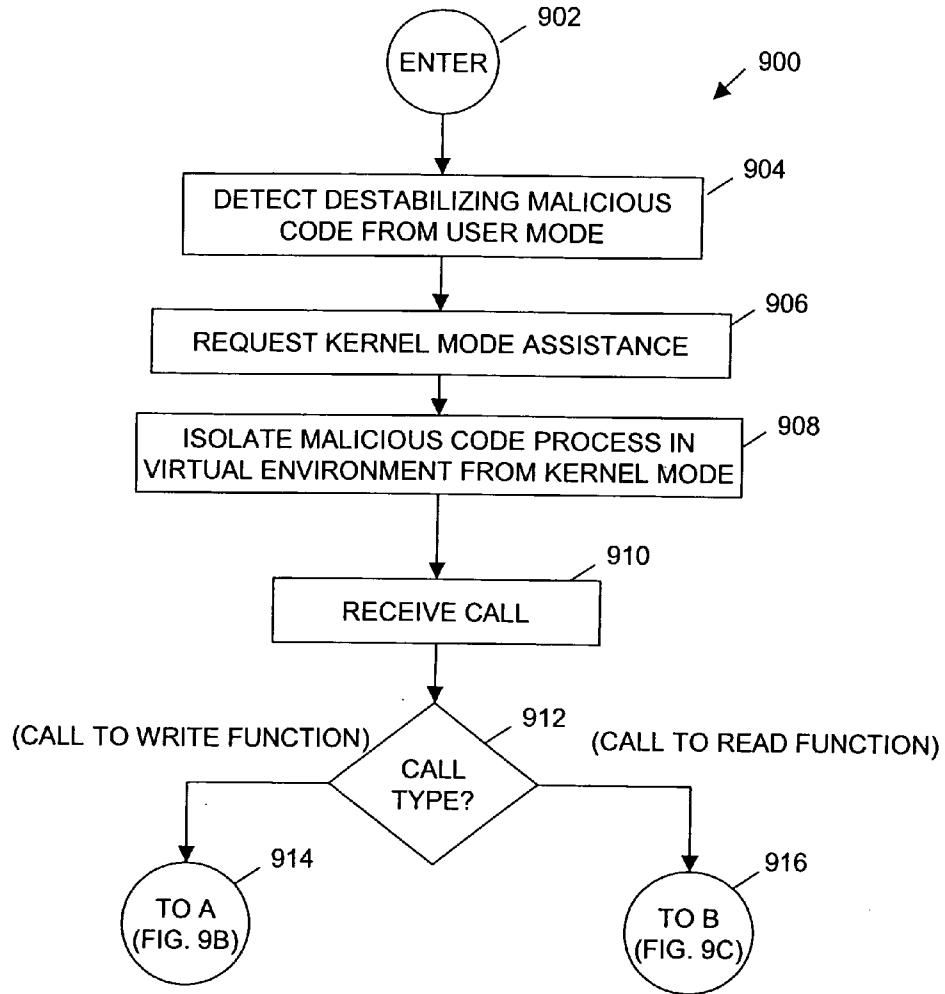 902
ENTER
900
904
DETECT DESTABILIZING MALICIOUS
CODE FROM USER MODE
906
REQUEST KERNEL MODE ASSISTANCE
908
ISOLATE MALICIOUS CODE PROCESS IN
VIRTUAL ENVIRONMENT FROM KERNEL MODE
910
RECEIVE CALL
912
(CALL TO WRITE FUNCTION)
(CALL TO READ FUNCTION)
CALL
TYPE?
914
TO A
(FIG. 9B)
916
TO B
(FIG. 9C)